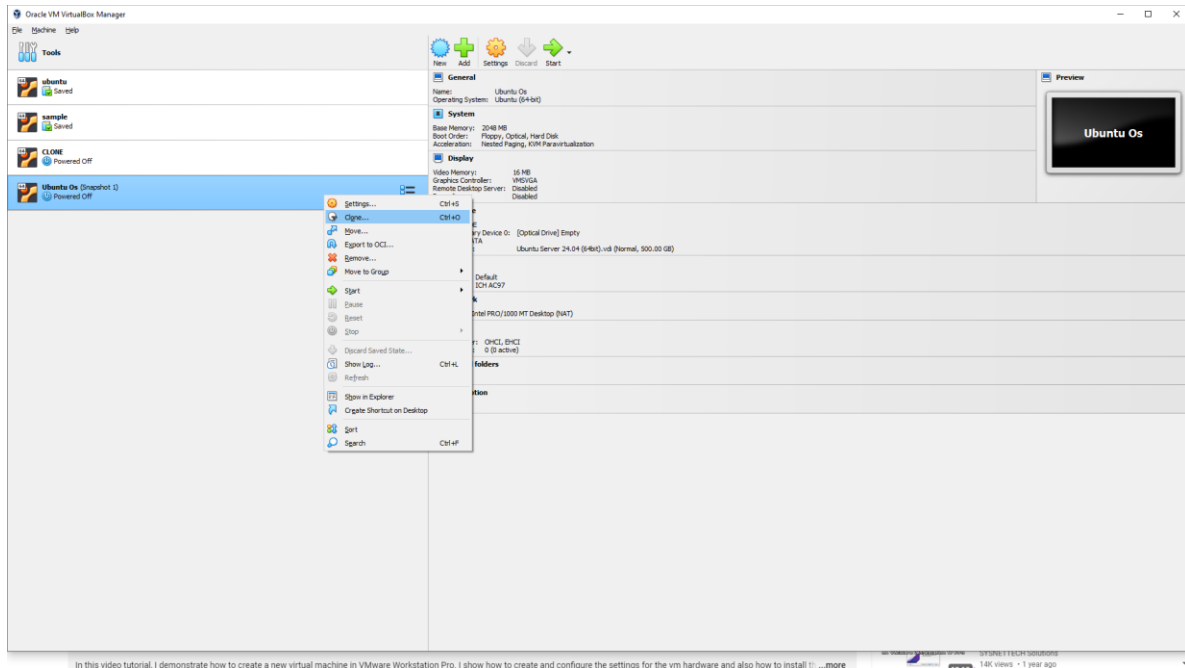 Oracle VM VirtualBox Manager
File Machine Help
Tools
New Add Settings Discard Start
ubuntu
Saved
sample
Saved
CLONE
Powered Off
Ubuntu Os (Snapshot 1)
Powered Off
General
Name: Ubuntu Os
Operating System: Ubuntu (64-bit)
System
Base Memory: 2048 MB
Boot Order: Floppy, Optical, Hard Disk
Acceleration: Nested Paging, KVM Paravirtualization
Display
Video Memory: 16 MB
Graphics Controller: VMSVGA
Remote Desktop Server: Disabled
Disabled
Preview
Ubuntu Os
Settings... Ctrl+S
Clone... Ctrl+O
Move...
Export to OCI...
Remove...
Move to Group
Start
Pause
Reset
Stop
Discard Saved State...
Show Log... Ctrl+L
Refresh
Show in Explorer
Create Shortcut on Desktop
Sort
Search Ctrl+F
ry Device 0: [Optical Drive] Empty
ATA
Ubuntu Server 24.04 (64bit).vdi (Normal, 500.00 GB)
Default
ICH AC97
k
Intel PRO/1000 MT Desktop (NAT)
r: OHCI, EHCI
0 (0 active)
folders
tion
In this video tutorial, I demonstrate how to create a new virtual machine in VMware Workstation Pro. I show how to create and configure the settings for the vm hardware and also how to install th ...more
SYSNETTECH Solutions
14K views • 1 year ago